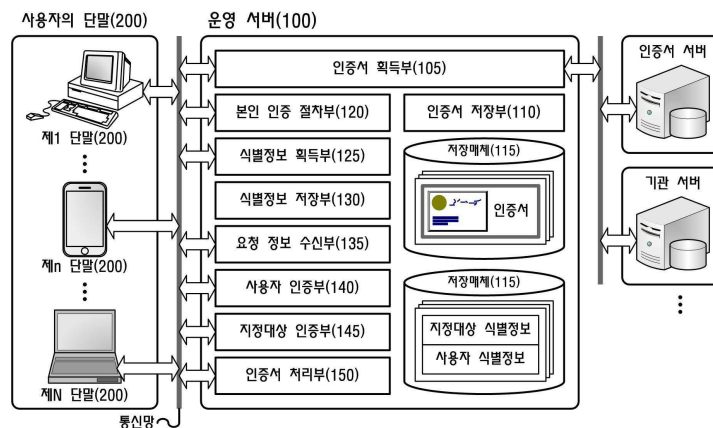 사용자의 단말(200)
제1 단말(200)
제n 단말(200)
제N 단말(200)
통신망
운영 서버(100)
인증서 획득부(105)
본인 인증 절차부(120)
인증서 저장부(110)
식별정보 획득부(125)
식별정보 저장부(130)
요청 정보 수신부(135)
사용자 인증부(140)
지정대상 인증부(145)
인증서 처리부(150)
저장매체(115)
인증서
저장매체(115)
지정대상 식별정보
사용자 식별정보
인증서 서버
기관 서버